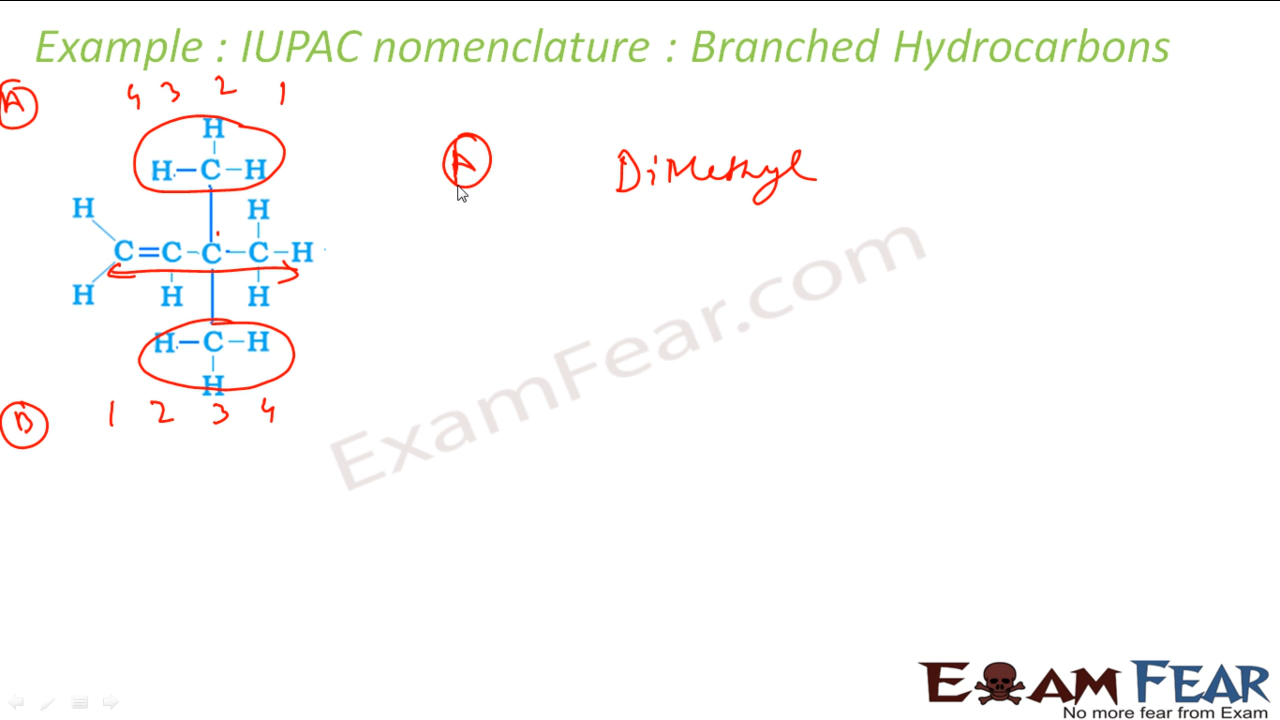 Example : IUPAC nomenclature : Branched Hydrocarbons
A 4 3 2 1
H
H-C-H
A DiMethyl
H H
C=C-C-C-H
H H H
H-C-H
H
B 1 2 3 4
ExamFear.com
EXAM FEAR
No more fear from Exam